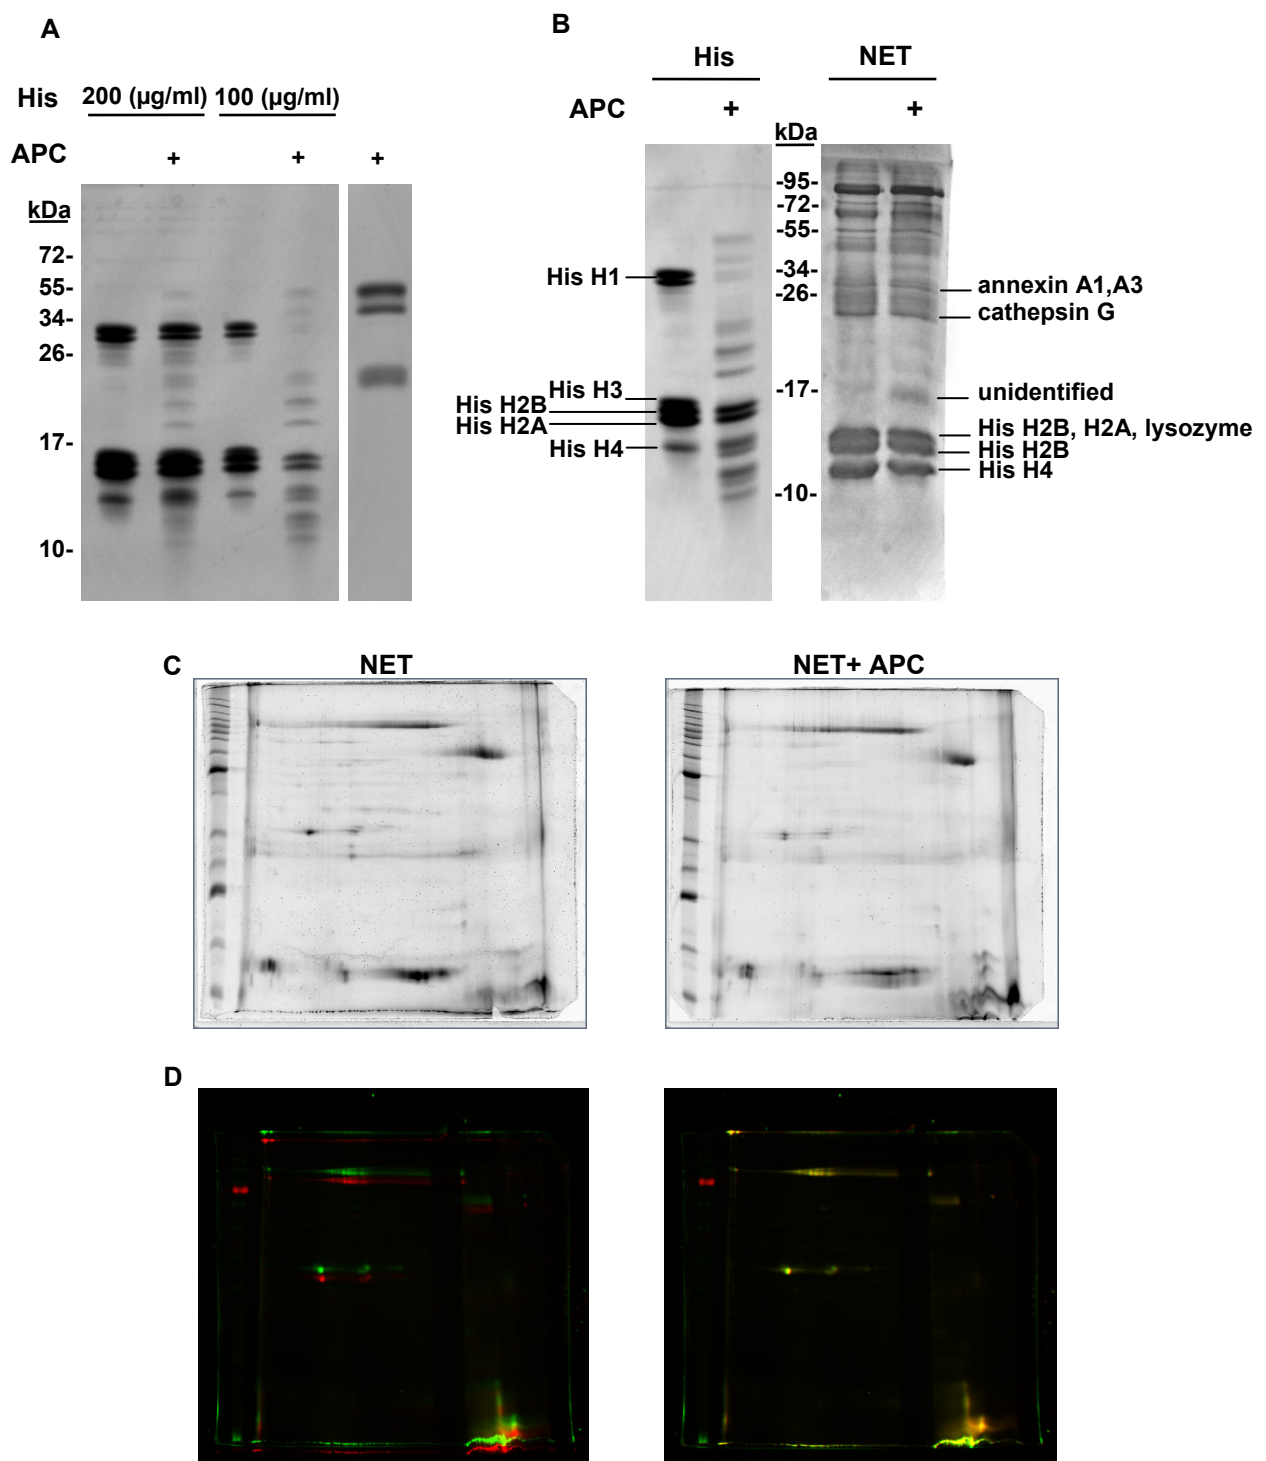 A
His 200 (µg/ml) 100 (µg/ml)
APC + + +
kDa
72-
55-
34-
26-
17-
10-
B
His NET
APC + +
kDa
-95-
-72-
-55-
-34-
-26-
-17-
-10-
His H1
His H3
His H2B
His H2A
His H4
annexin A1,A3
cathepsin G
unidentified
His H2B, H2A, lysozyme
His H2B
His H4
C
NET NET+ APC
D